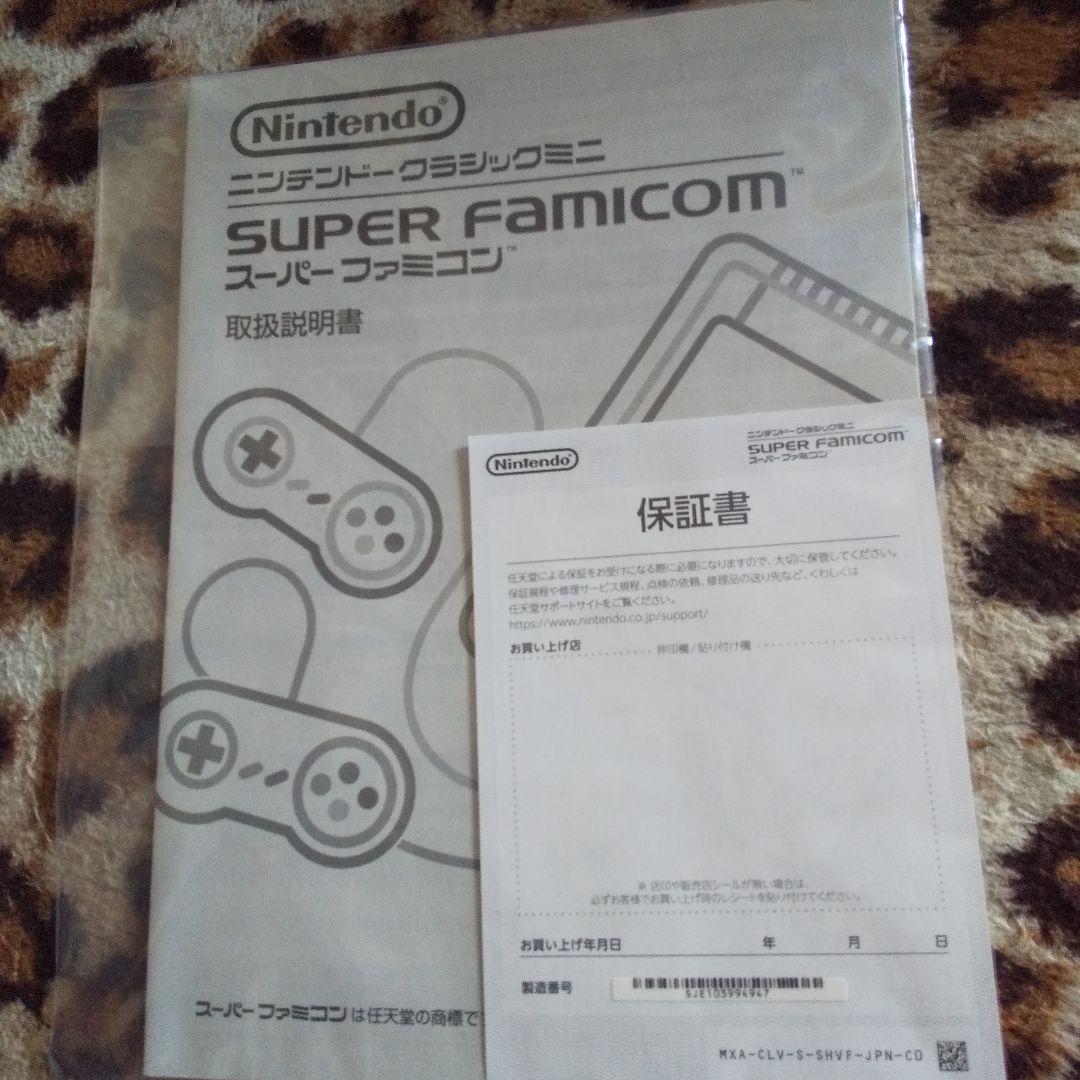 Nintendo®
ニンテンドークラシックミニ
SUPER FAMICOM™
スーパーファミコン™
取扱説明書
スーパーファミコンは任天堂の商標で
Nintendo®
ニンテンドークラシックミニ
SUPER FAMICOM™
スーパーファミコン™
保証書
任天堂による保証をお受けになる際に必要になりますので、大切に保管してください。
保証規程や修理サービス規程、点検の依頼、修理品の送り先など、くわしくは
任天堂サポートサイトをご覧ください。
https://www.nintendo.co.jp/support/
お買い上げ店
押印欄/貼り付け欄
※ 店印や販売店シールが無い場合は、
必ずお客様でお買い上げ時のレシートを貼り付けてください。
お買い上げ年月日 年 月 日
製造番号
SJE103994947
MXA-CLV-S-SHVF-JPN-C0